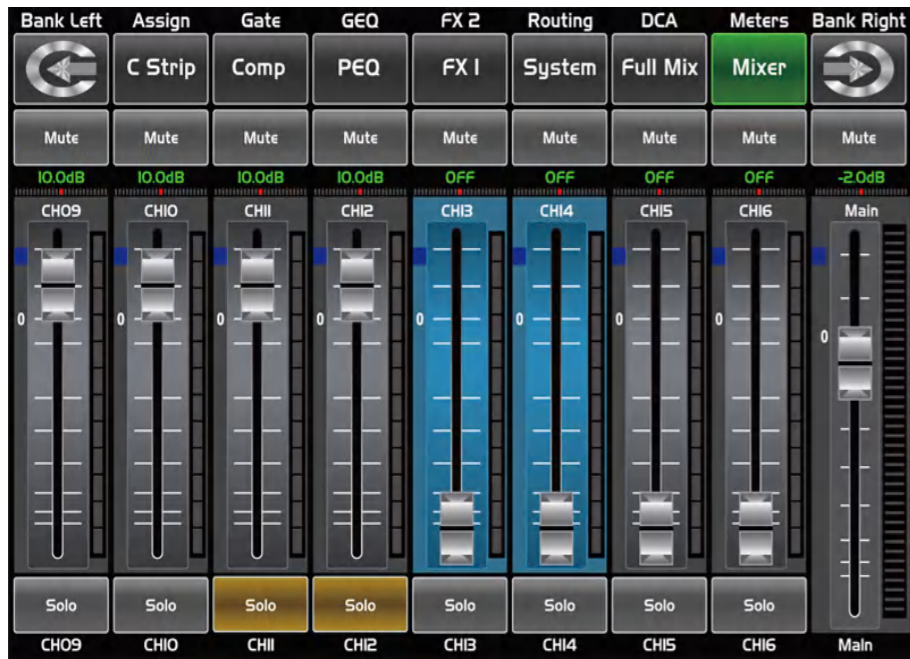 Bank Left Assign Gate GEQ FX 2 Routing DCA Meters Bank Right
C Strip Comp PEQ FX 1 System Full Mix Mixer
Mute Mute Mute Mute Mute Mute Mute Mute Mute
10.0dB 10.0dB 10.0dB 10.0dB OFF OFF OFF OFF -2.0dB
CH09 CH10 CH11 CH12 CH13 CH14 CH15 CH16 Main
0 0 0 0 0 0 0 0 0
Solo Solo Solo Solo Solo Solo Solo Solo
CH09 CH10 CH11 CH12 CH13 CH14 CH15 CH16 Main